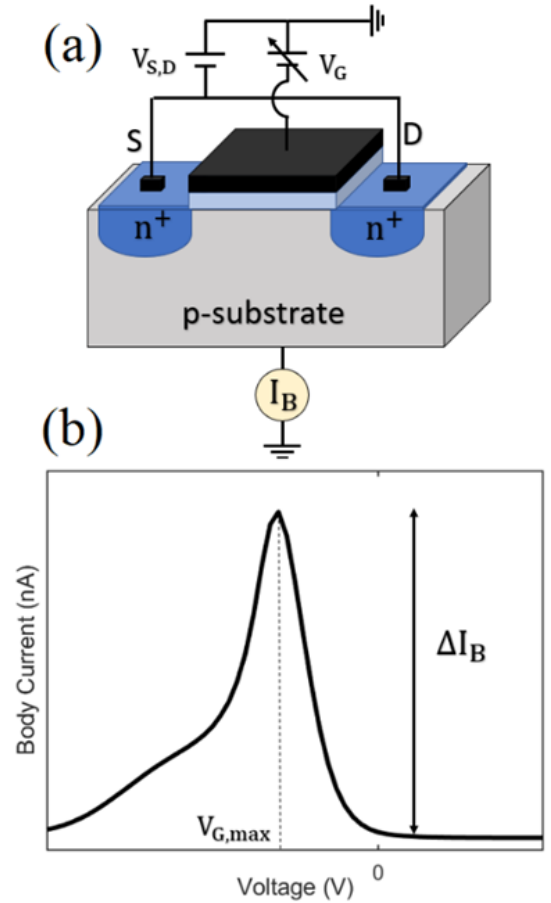 (a)
V_S,D
V_G
S
D
n⁺
n⁺
p-substrate
I_B
(b)
Body Current (nA)
ΔI_B
V_G,max
0
Voltage (V)